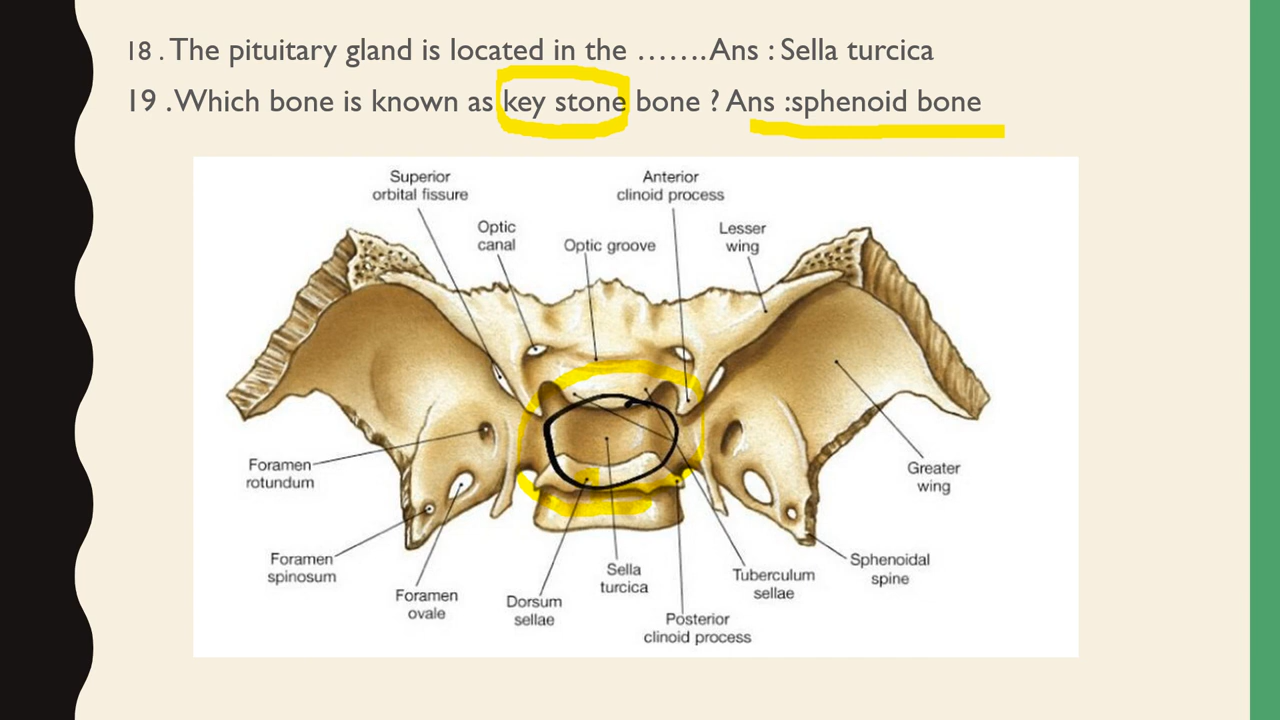 18 . The pituitary gland is located in the ……. Ans : Sella turcica
19 . Which bone is known as key stone bone ? Ans :sphenoid bone
Superior
orbital fissure
Anterior
clinoid process
Optic
canal
Optic groove
Lesser
wing
Foramen
rotundum
Greater
wing
Foramen
spinosum
Foramen
ovale
Dorsum
sellae
Sella
turcica
Posterior
clinoid process
Tuberculum
sellae
Sphenoidal
spine